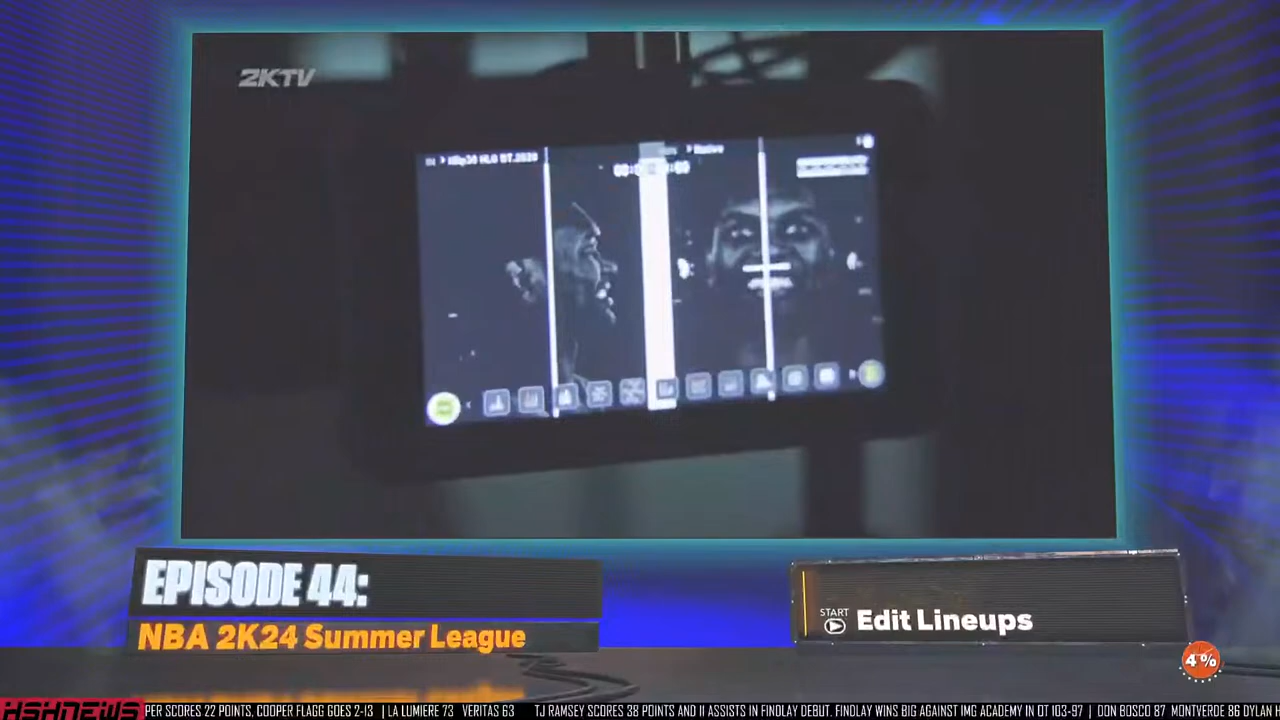 2KTV
> Native
EPISODE 44:
NBA 2K24 Summer League
START
Edit Lineups
4%
HSHNEWS
PER SCORES 22 POINTS, COOPER FLAGG GOES 2-13 | LA LUMIERE 73 VERITAS 63 TJ RAMSEY SCORES 38 POINTS AND 11 ASSISTS IN FINDLAY DEBUT. FINDLAY WINS BIG AGAINST IMG ACADEMY IN OT 103-97 | DON BOSCO 87 MONTVERDE 86 DYLAN H